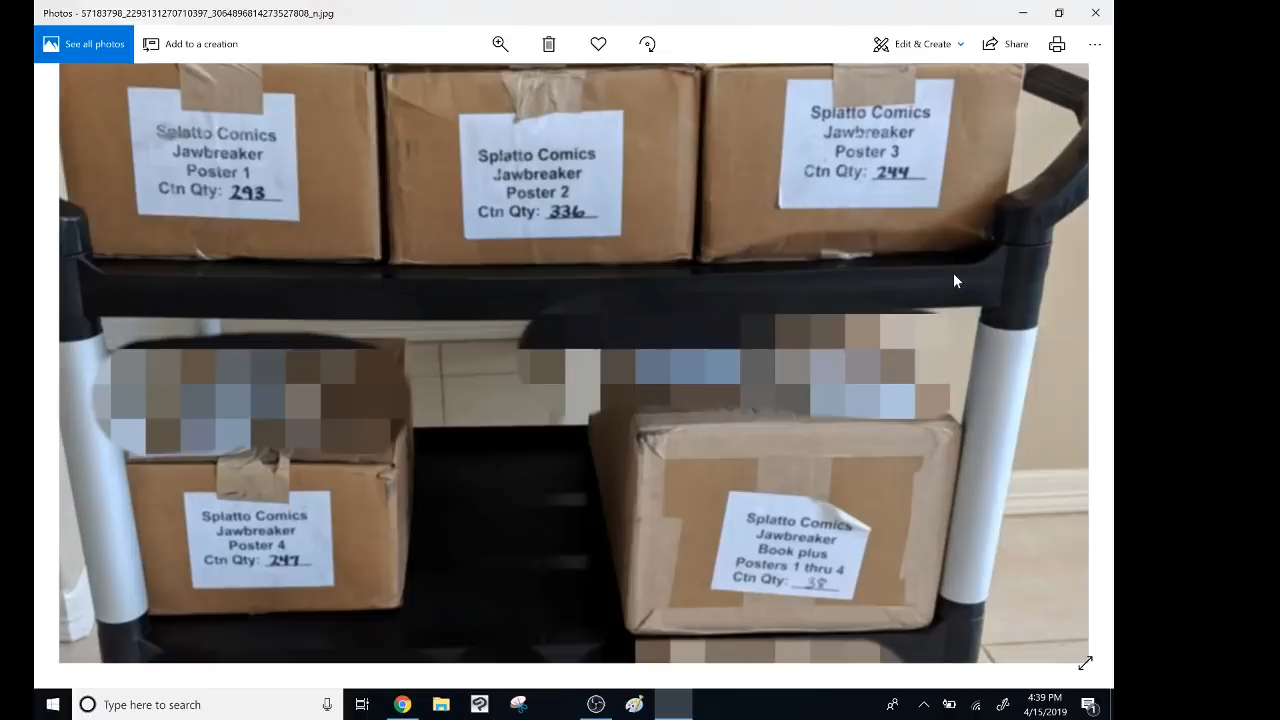 Photos - 57183798_2293131270710397_3064896814273527808_n.jpg
See all photos
Add to a creation
Edit & Create
Share
Splatto Comics
Jawbreaker
Poster 1
Ctn Qty: 293
Splatto Comics
Jawbreaker
Poster 2
Ctn Qty: 336
Splatto Comics
Jawbreaker
Poster 3
Ctn Qty: 244
Splatto Comics
Jawbreaker
Poster 4
Ctn Qty: 247
Splatto Comics
Jawbreaker
Book plus
Posters 1 thru 4
Ctn Qty: 38
Type here to search
4:39 PM
4/15/2019
1